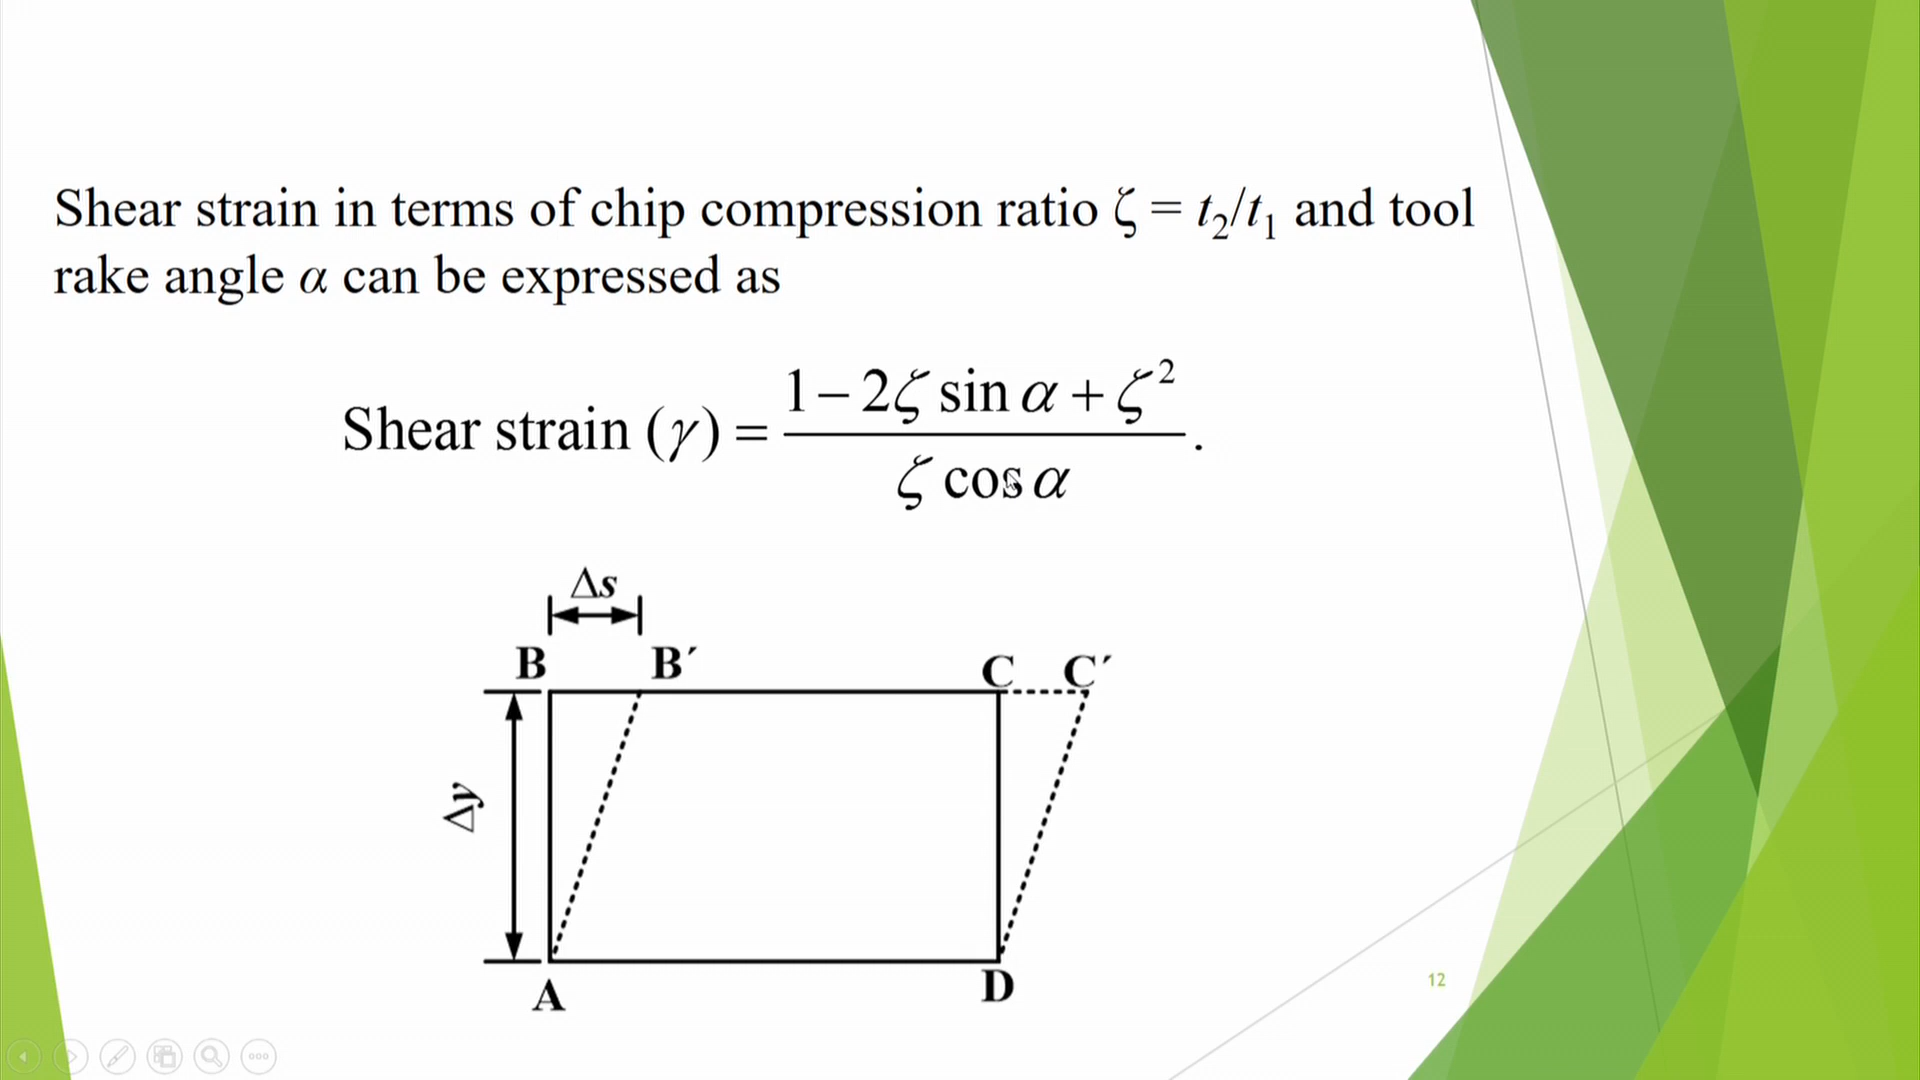 Shear strain in terms of chip compression ratio ζ = t₂/t₁ and tool
rake angle α can be expressed as
Shear strain (γ) = (1 − 2ζ sin α + ζ²) / (ζ cos α) .
Δs
B B′ C C′
Δy
A D
12